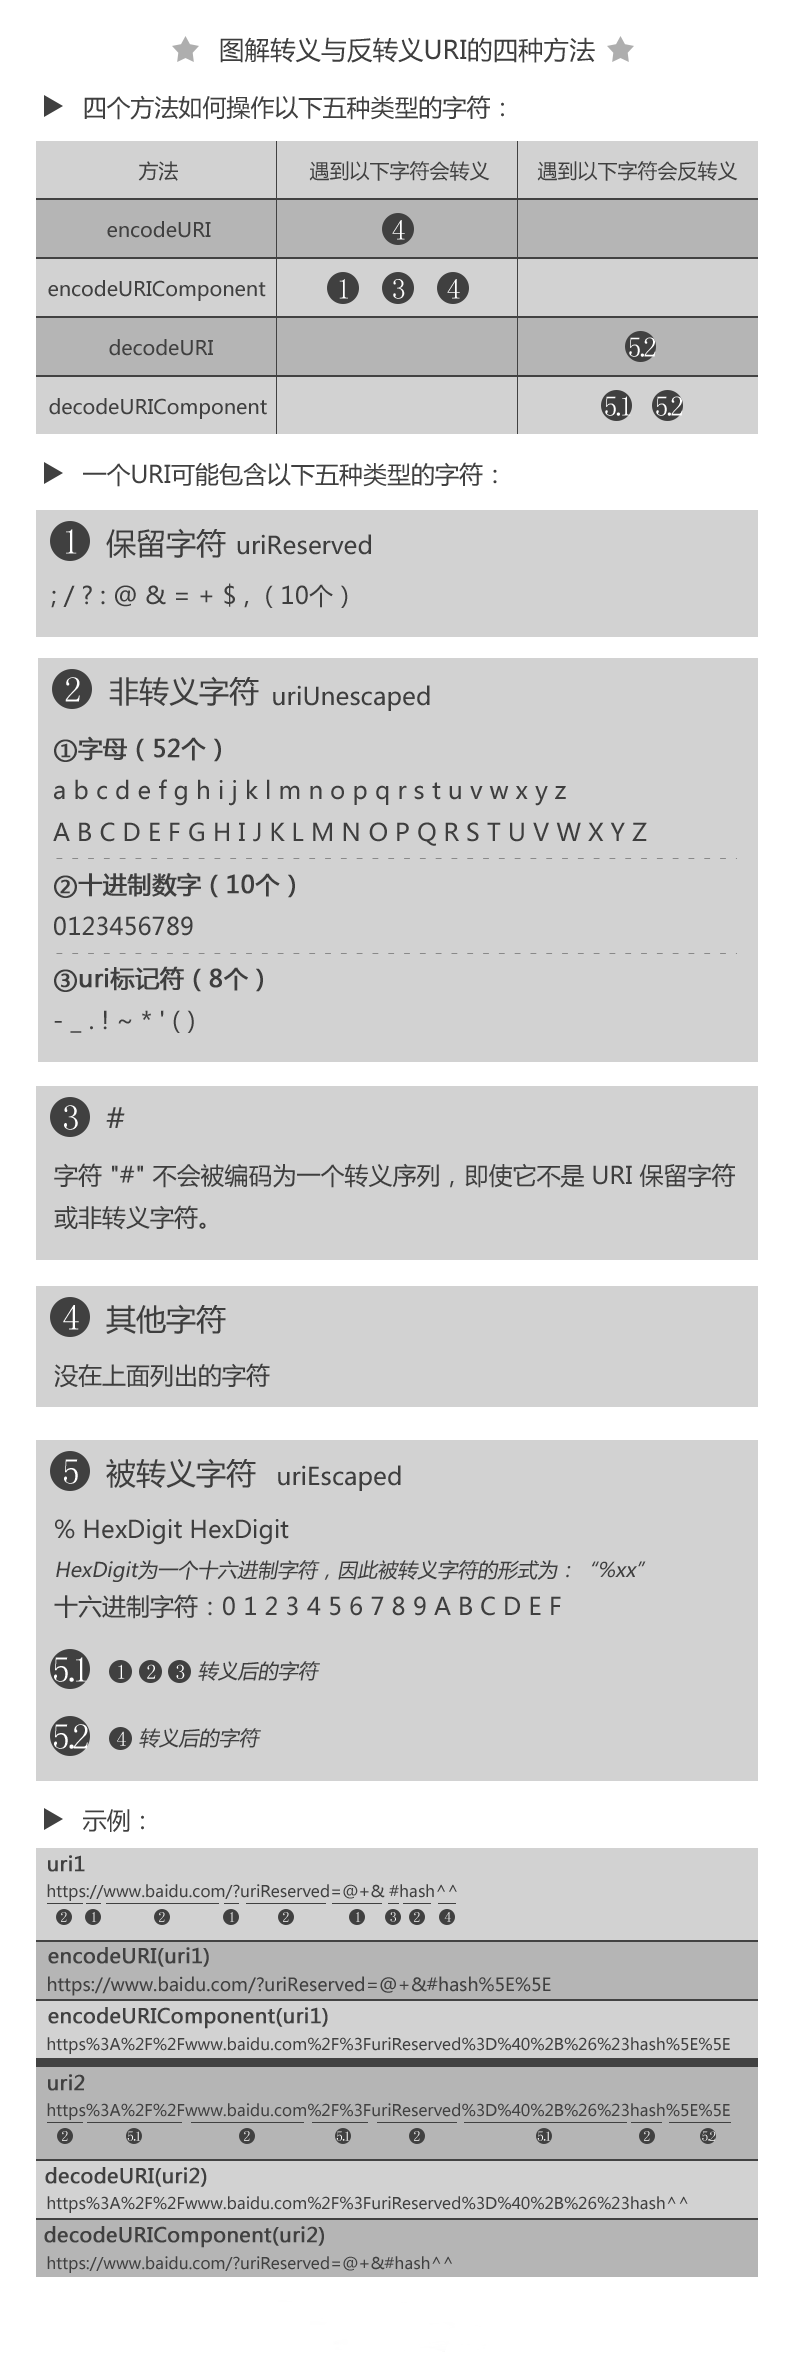 ★ 图解转义与反转义URI的四种方法 ★
▶ 四个方法如何操作以下五种类型的字符：
方法 遇到以下字符会转义 遇到以下字符会反转义
encodeURI ❹
encodeURIComponent ❶ ❸ ❹
decodeURI 5.2
decodeURIComponent 5.1 5.2
▶ 一个URI可能包含以下五种类型的字符：
❶ 保留字符 uriReserved
; / ? : @ & = + $ , （10个）
❷ 非转义字符 uriUnescaped
①字母（52个）
a b c d e f g h i j k l m n o p q r s t u v w x y z
A B C D E F G H I J K L M N O P Q R S T U V W X Y Z
②十进制数字（10个）
0123456789
③uri标记符（8个）
- _ . ! ~ * ' ( )
❸ #
字符 "#" 不会被编码为一个转义序列，即使它不是 URI 保留字符
或非转义字符。
❹ 其他字符
没在上面列出的字符
❺ 被转义字符 uriEscaped
% HexDigit HexDigit
HexDigit为一个十六进制字符，因此被转义字符的形式为：“%xx”
十六进制字符：0 1 2 3 4 5 6 7 8 9 A B C D E F
5.1 ❶ ❷ ❸ 转义后的字符
5.2 ❹ 转义后的字符
▶ 示例：
uri1
https://www.baidu.com/?uriReserved=@+& #hash^^
❷ ❶ ❷ ❶ ❷ ❶ ❸ ❷ ❹
encodeURI(uri1)
https://www.baidu.com/?uriReserved=@+&#hash%5E%5E
encodeURIComponent(uri1)
https%3A%2F%2Fwww.baidu.com%2F%3FuriReserved%3D%40%2B%26%23hash%5E%5E
uri2
https%3A%2F%2Fwww.baidu.com%2F%3FuriReserved%3D%40%2B%26%23hash%5E%5E
❷ 5.1 ❷ 5.1 ❷ 5.1 ❷ 5.2
decodeURI(uri2)
https%3A%2F%2Fwww.baidu.com%2F%3FuriReserved%3D%40%2B%26%23hash^^
decodeURIComponent(uri2)
https://www.baidu.com/?uriReserved=@+&#hash^^